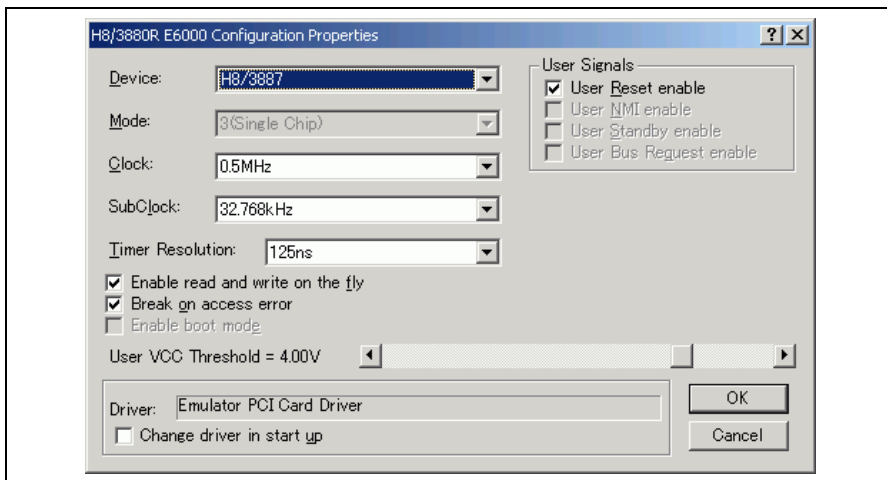 H8/3880R E6000 Configuration Properties
Device: H8/3887
Mode: 3(Single Chip)
Clock: 0.5MHz
SubClock: 32.768kHz
Timer Resolution: 125ns
Enable read and write on the fly
Break on access error
Enable boot mode
User VCC Threshold = 4.00V
User Signals
User Reset enable
User NMI enable
User Standby enable
User Bus Request enable
Driver: Emulator PCI Card Driver
Change driver in start up
OK
Cancel